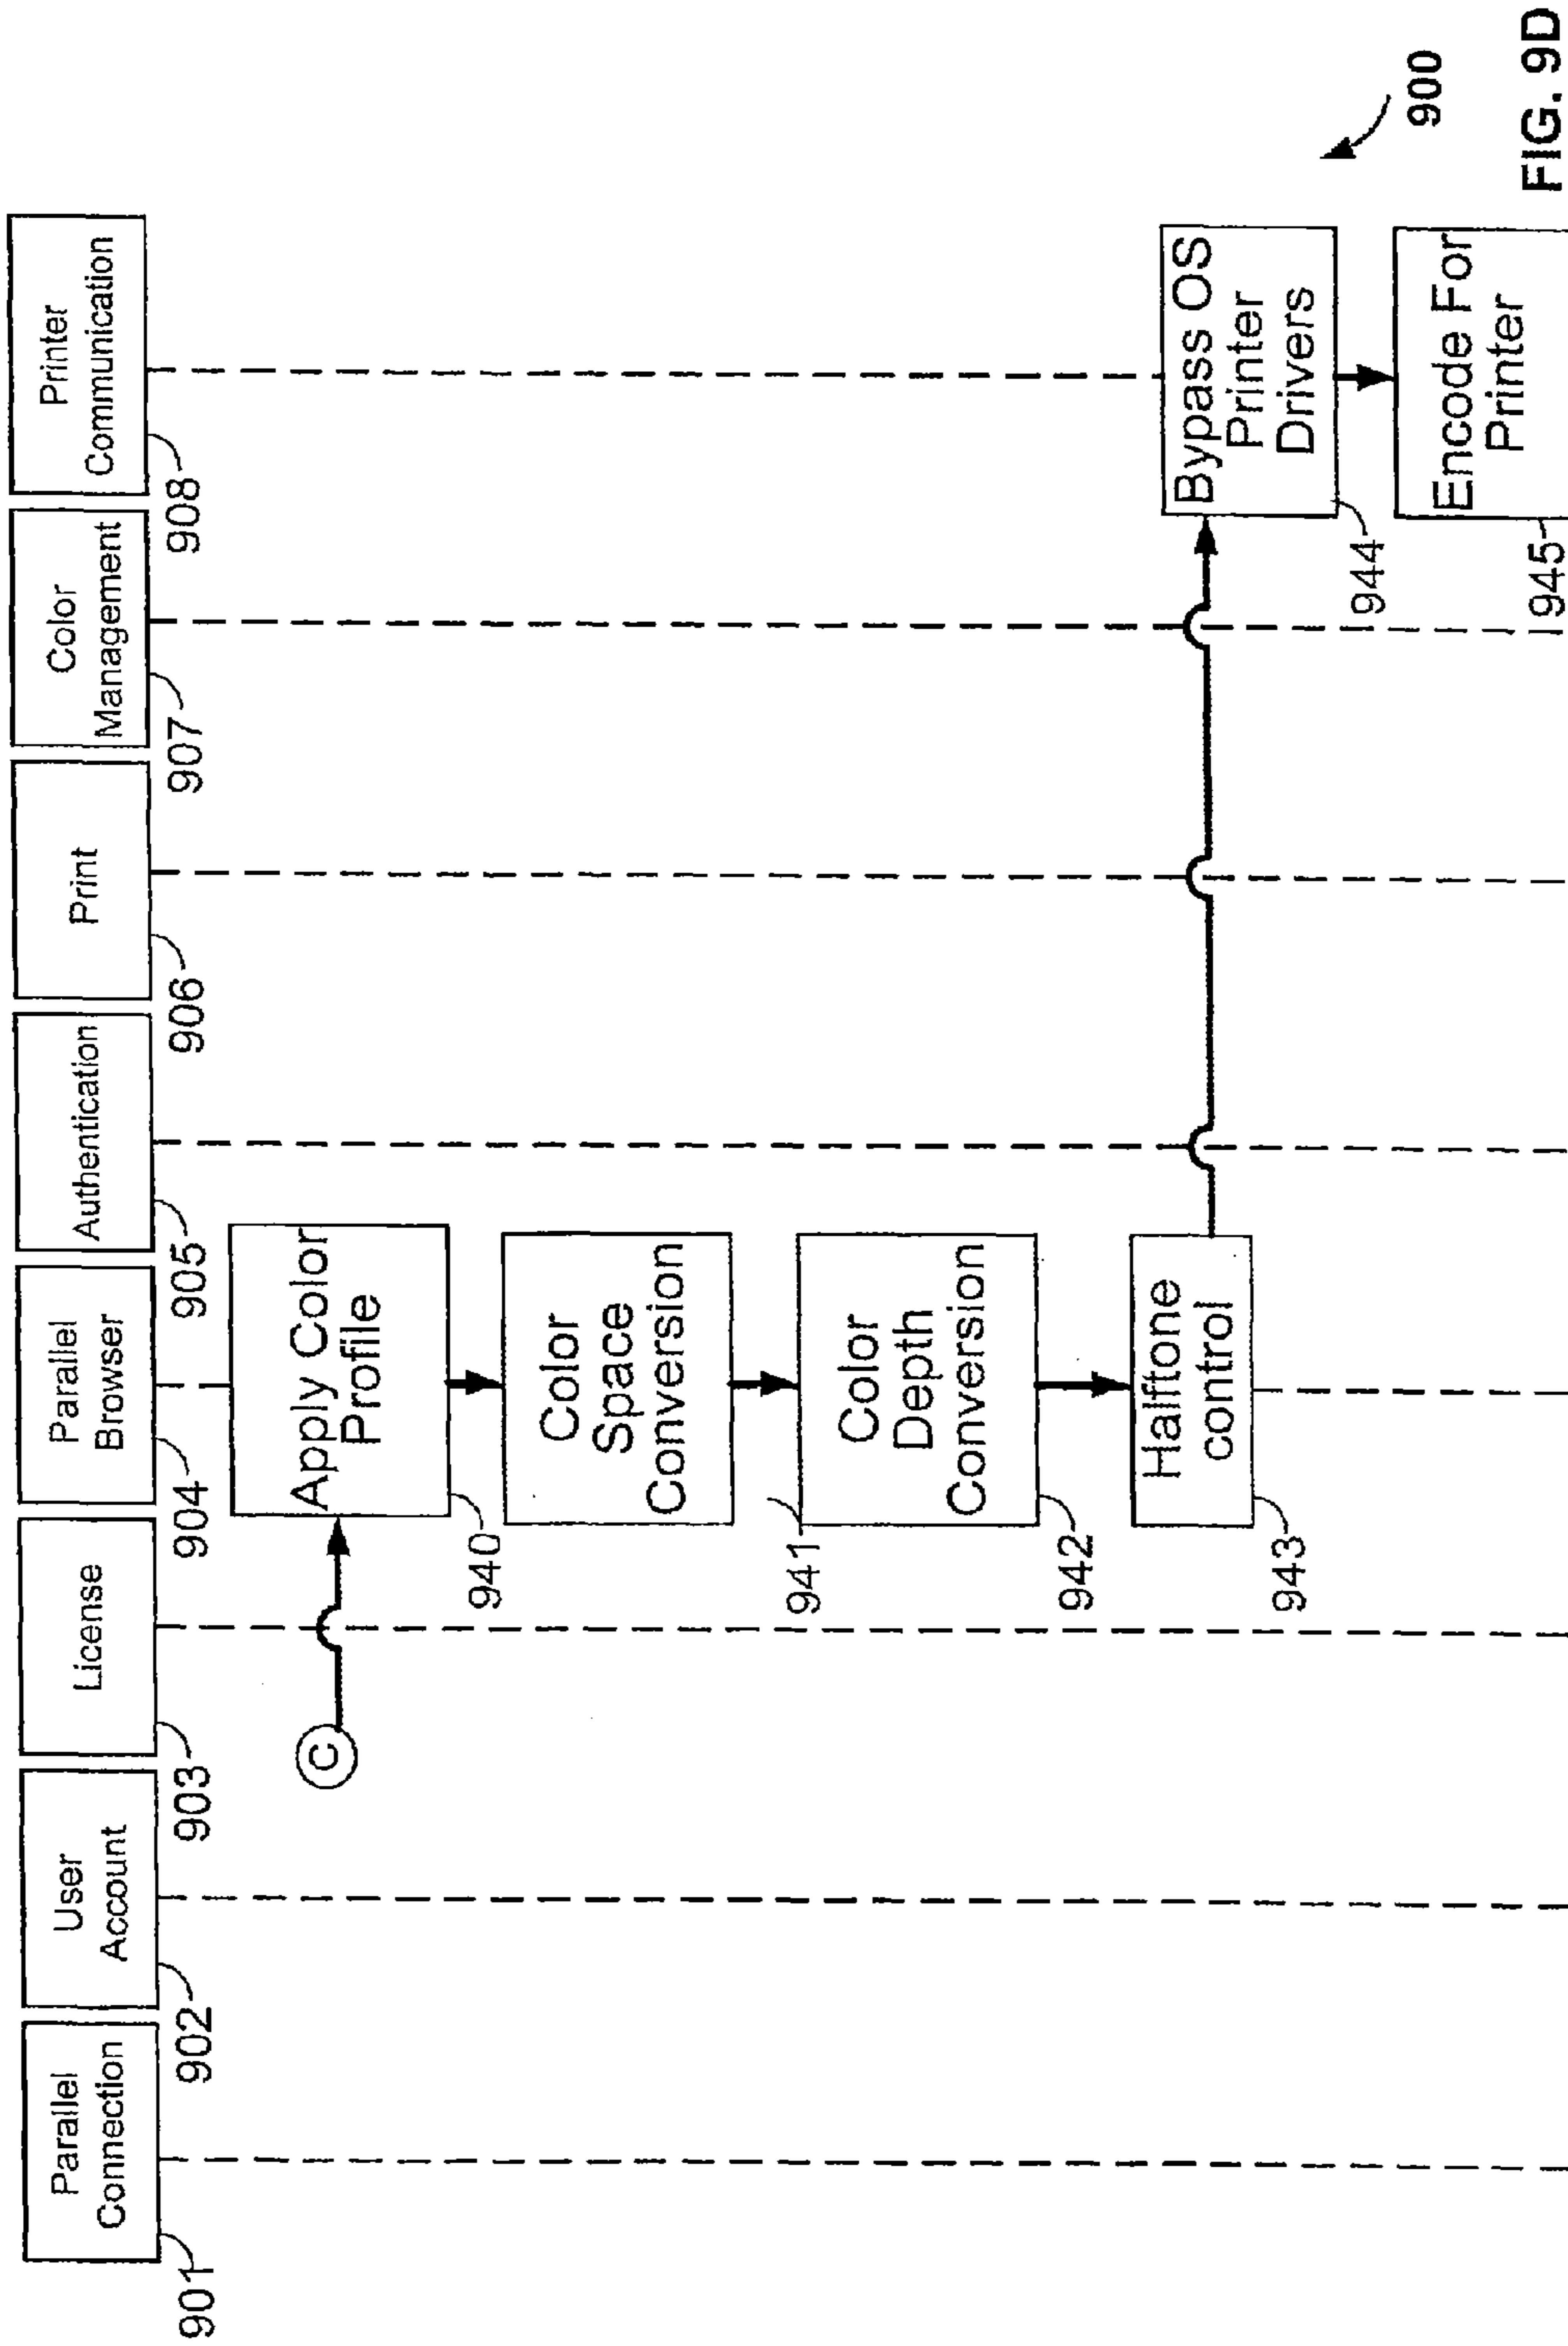 Parallel
Connection
901
User
Account
902
License
903
Parallel
Browser
904
Authentication
905
Print
906
Color
Management
907
Printer
Communication
908
C
Apply Color
Profile
940
Color
Space
Conversion
941
Color
Depth
Conversion
942
Halftone
control
943
Bypass OS
Printer
Drivers
944
Encode For
Printer
945
900
FIG. 9D